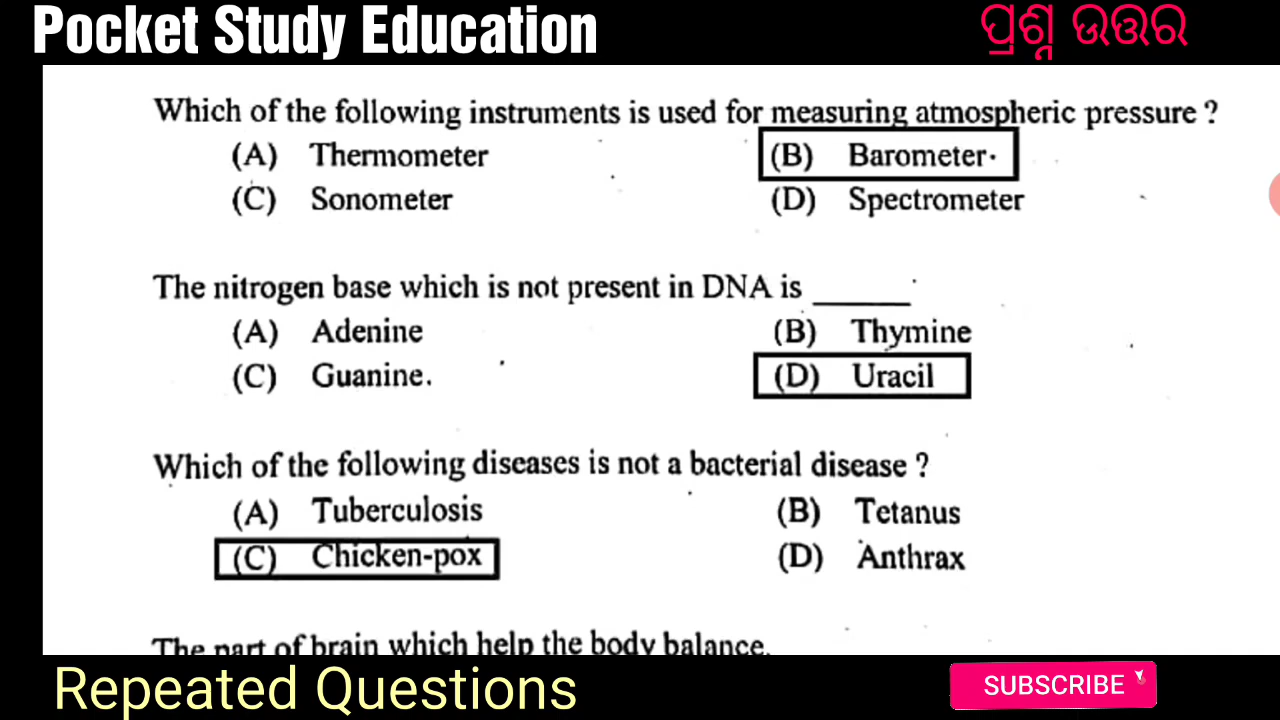 Pocket Study Education ପ୍ରଶ୍ନ ଉତ୍ତର
Which of the following instruments is used for measuring atmospheric pressure ?
(A) Thermometer (B) Barometer
(C) Sonometer (D) Spectrometer
The nitrogen base which is not present in DNA is ______
(A) Adenine (B) Thymine
(C) Guanine. (D) Uracil
Which of the following diseases is not a bacterial disease ?
(A) Tuberculosis (B) Tetanus
(C) Chicken-pox (D) Anthrax
The part of brain which help the body balance.
Repeated Questions SUBSCRIBE